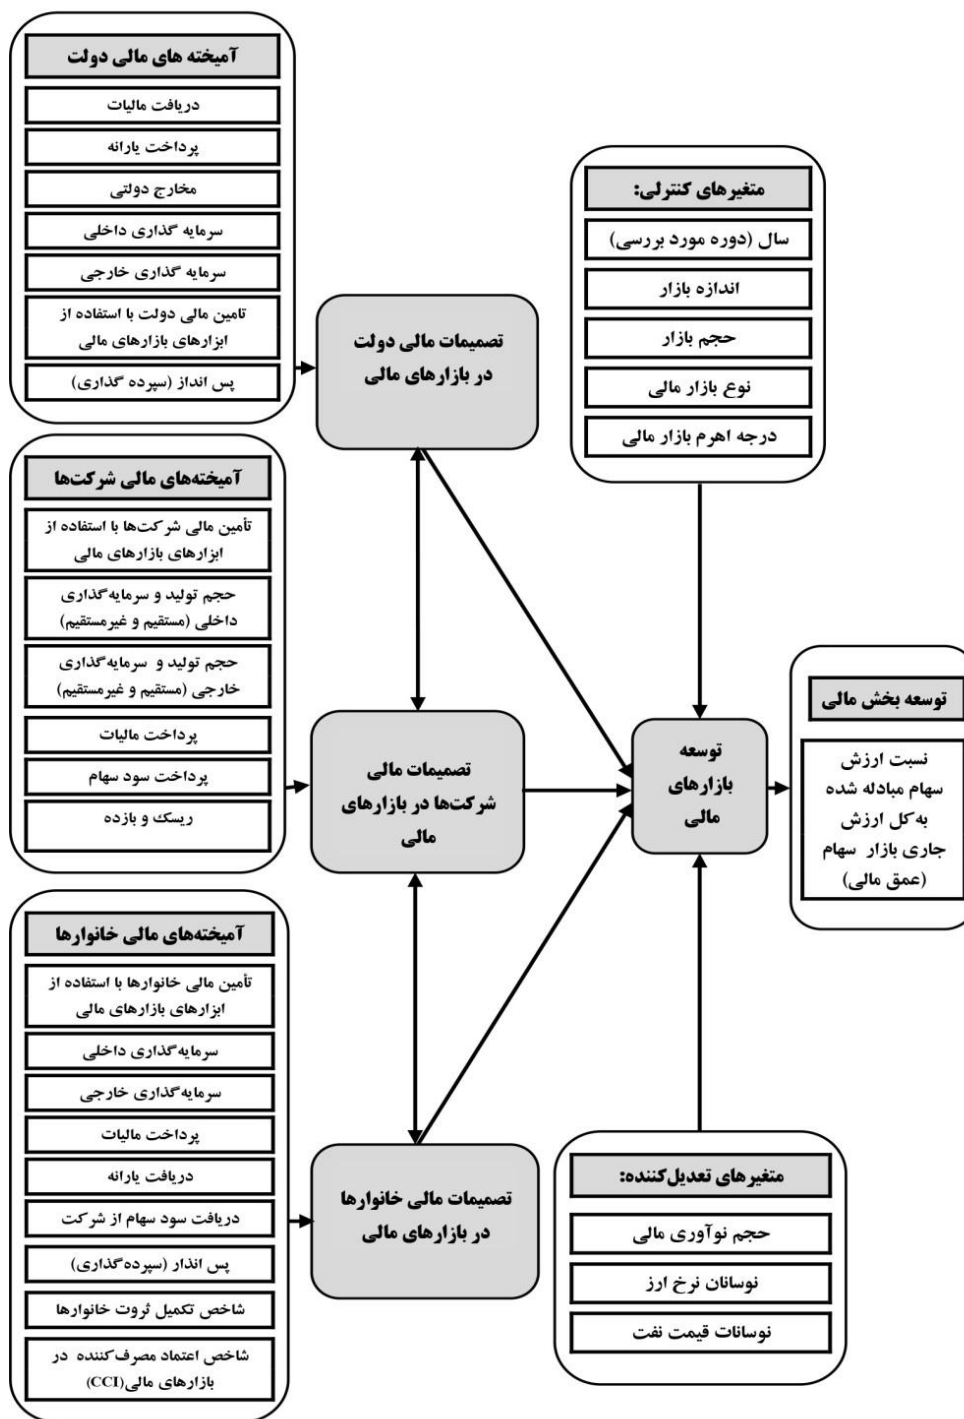 آمیخته های مالی دولت
دریافت مالیات
پرداخت یارانه
مخارج دولتی
سرمایه گذاری داخلی
سرمایه گذاری خارجی
تامین مالی دولت با استفاده از
ابزارهای بازارهای مالی
پس انداز (سپرده گذاری)
آمیخته‌های مالی شرکت‌ها
تأمین مالی شرکت‌ها با استفاده از
ابزارهای بازارهای مالی
حجم تولید و سرمایه‌گذاری
داخلی (مستقیم و غیرمستقیم)
حجم تولید و سرمایه‌گذاری
خارجی (مستقیم و غیرمستقیم)
پرداخت مالیات
پرداخت سود سهام
ریسک و بازده
آمیخته‌های مالی خانوارها
تأمین مالی خانوارها با استفاده از
ابزارهای بازارهای مالی
سرمایه‌گذاری داخلی
سرمایه‌گذاری خارجی
پرداخت مالیات
دریافت یارانه
دریافت سود سهام از شرکت
پس انذار (سپرده‌گذاری)
شاخص تکمیل ثروت خانوارها
شاخص اعتماد مصرف‌کننده در
بازارهای مالی(CCI)
تصمیمات مالی دولت
در بازارهای مالی
تصمیمات مالی
شرکت‌ها در بازارهای
مالی
تصمیمات مالی خانوارها
در بازارهای مالی
متغیرهای کنترلی:
سال (دوره مورد بررسی)
اندازه بازار
حجم بازار
نوع بازار مالی
درجه اهرم بازار مالی
توسعه
بازارهای
مالی
متغیرهای تعدیل‌کننده:
حجم نوآوری مالی
نوسانان نرخ ارز
نوسانات قیمت نفت
توسعه بخش مالی
نسبت ارزش
سهام مبادله شده
به‌کل ارزش
جاری بازار سهام
(عمق مالی)